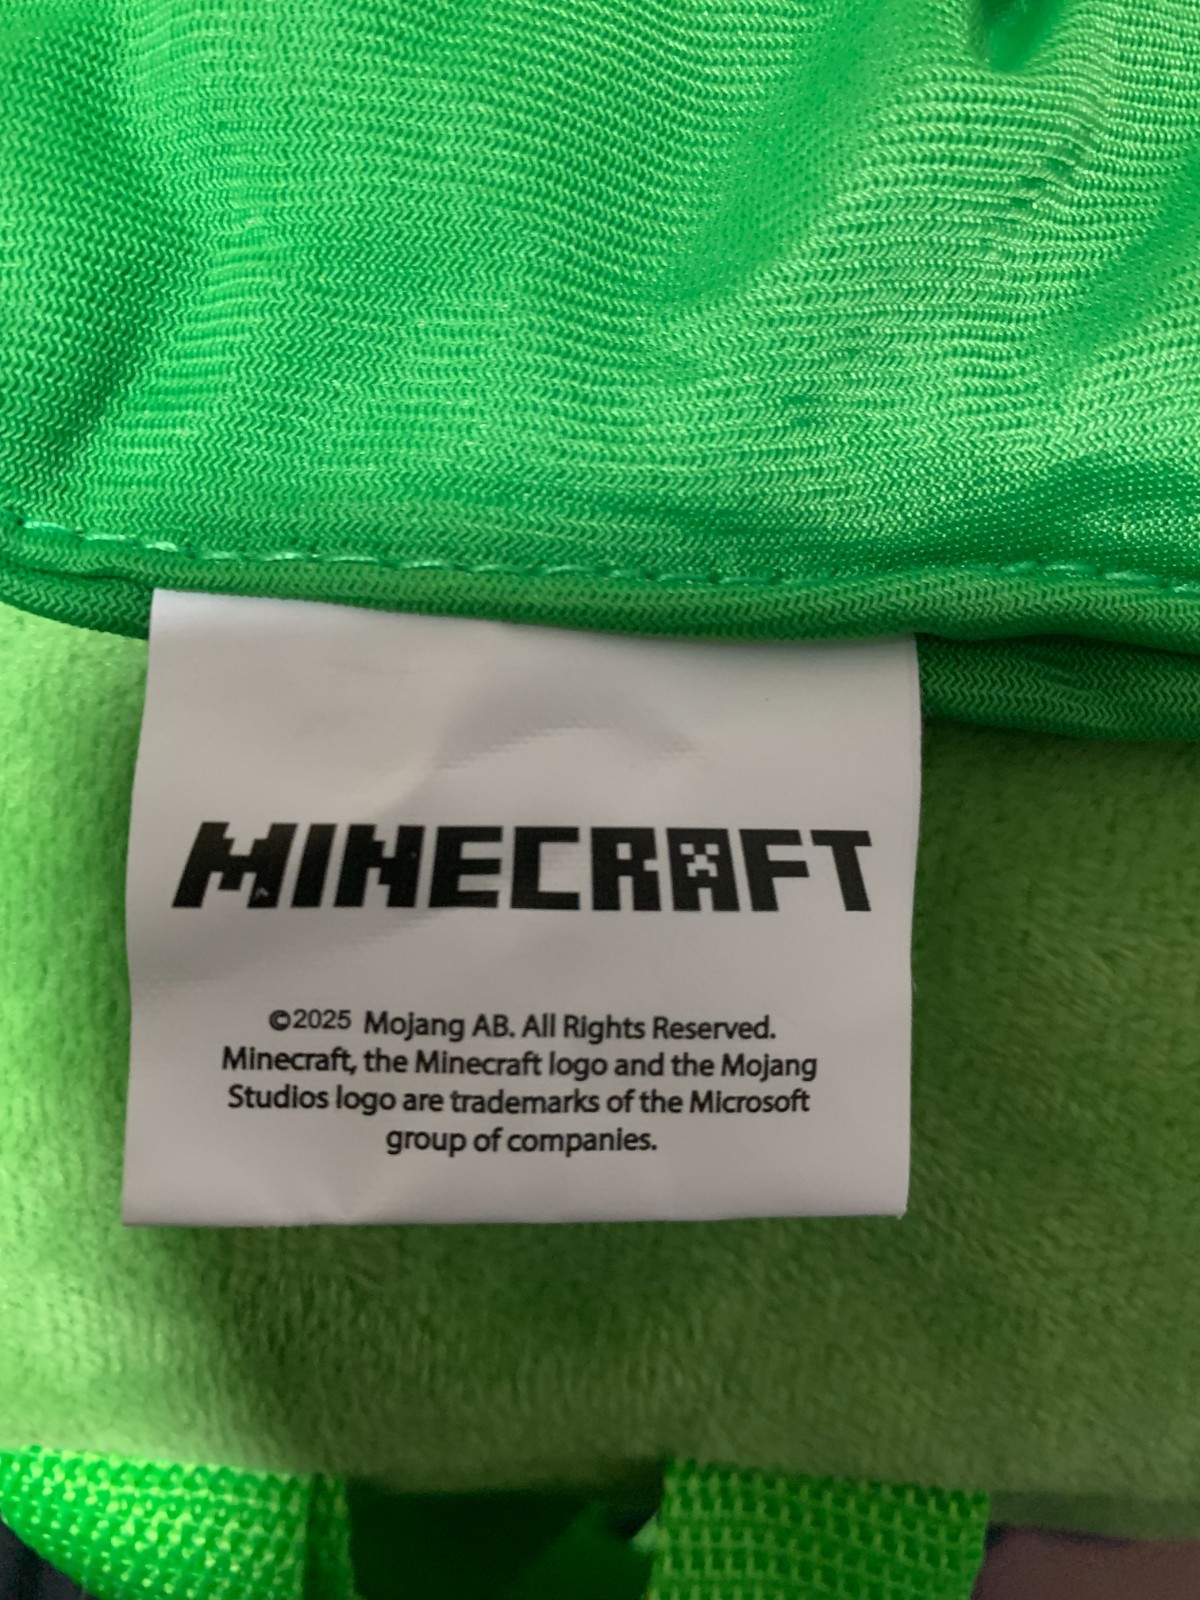 MINECRAFT
©2025 Mojang AB. All Rights Reserved.
Minecraft, the Minecraft logo and the Mojang
Studios logo are trademarks of the Microsoft
group of companies.